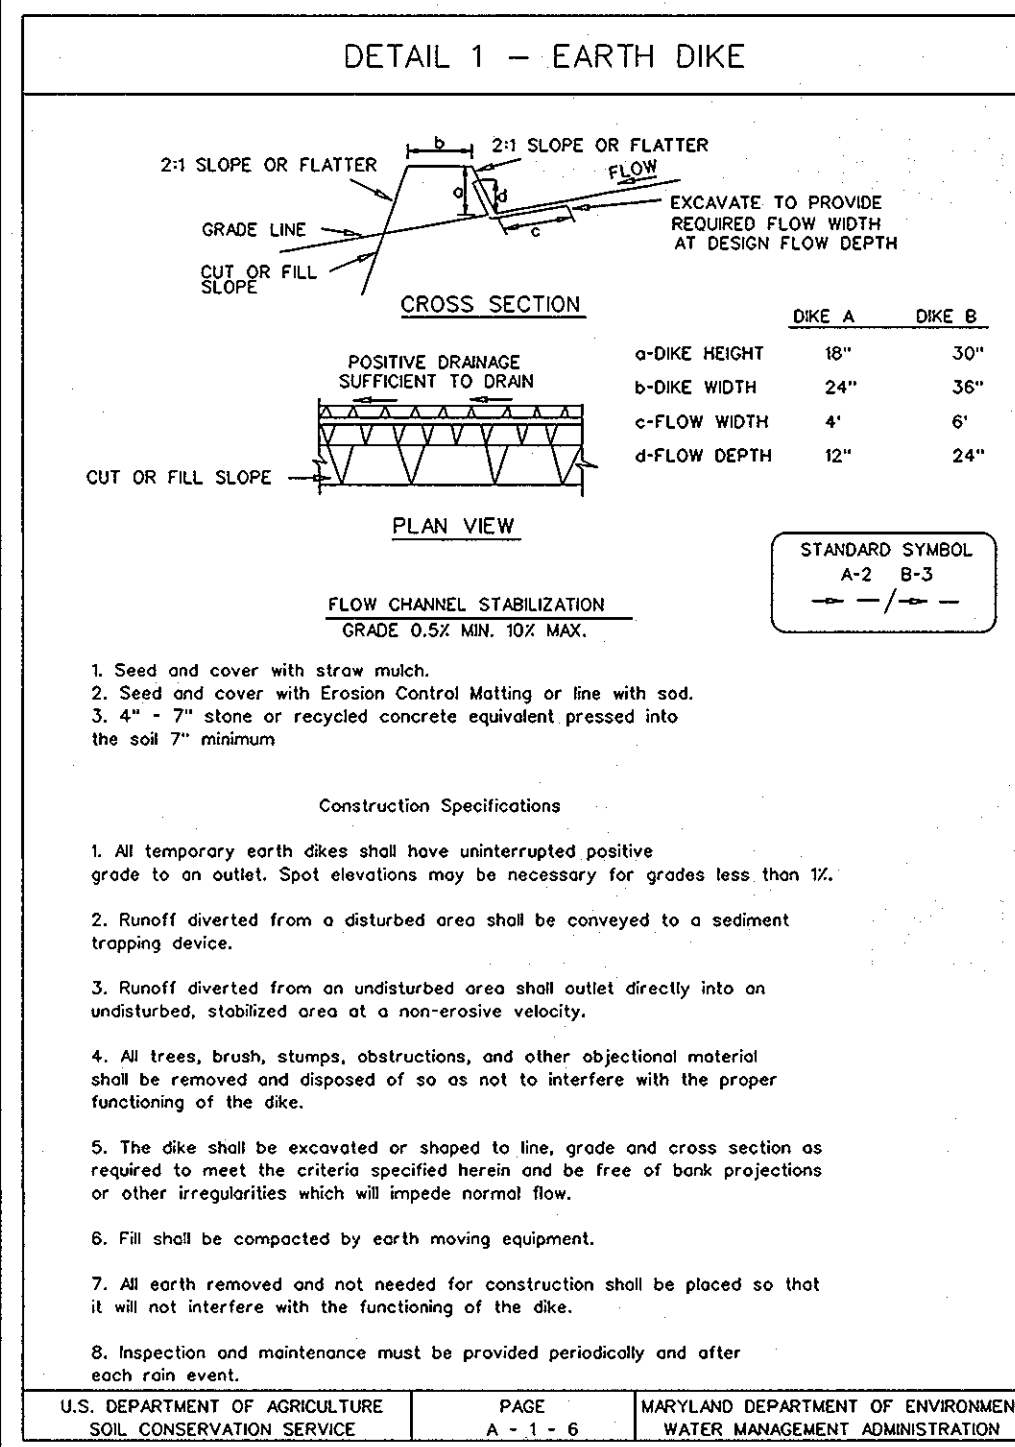 DETAIL 1 – EARTH DIKE
b
2:1 SLOPE OR FLATTER
2:1 SLOPE OR FLATTER
FLOW
a
d
EXCAVATE TO PROVIDE
REQUIRED FLOW WIDTH
AT DESIGN FLOW DEPTH
GRADE LINE
c
CUT OR FILL
SLOPE
CROSS SECTION
DIKE A DIKE B
a-DIKE HEIGHT 18" 30"
b-DIKE WIDTH 24" 36"
c-FLOW WIDTH 4' 6'
d-FLOW DEPTH 12" 24"
POSITIVE DRAINAGE
SUFFICIENT TO DRAIN
CUT OR FILL SLOPE
PLAN VIEW
STANDARD SYMBOL
A-2 B-3
FLOW CHANNEL STABILIZATION
GRADE 0.5% MIN. 10% MAX.
1. Seed and cover with straw mulch.
2. Seed and cover with Erosion Control Matting or line with sod.
3. 4" - 7" stone or recycled concrete equivalent pressed into
the soil 7" minimum
Construction Specifications
1. All temporary earth dikes shall have uninterrupted positive
grade to an outlet. Spot elevations may be necessary for grades less than 1%.
2. Runoff diverted from a disturbed area shall be conveyed to a sediment
trapping device.
3. Runoff diverted from an undisturbed area shall outlet directly into an
undisturbed, stabilized area at a non-erosive velocity.
4. All trees, brush, stumps, obstructions, and other objectional material
shall be removed and disposed of so as not to interfere with the proper
functioning of the dike.
5. The dike shall be excavated or shaped to line, grade and cross section as
required to meet the criteria specified herein and be free of bank projections
or other irregularities which will impede normal flow.
6. Fill shall be compacted by earth moving equipment.
7. All earth removed and not needed for construction shall be placed so that
it will not interfere with the functioning of the dike.
8. Inspection and maintenance must be provided periodically and after
each rain event.
U.S. DEPARTMENT OF AGRICULTURE
SOIL CONSERVATION SERVICE
PAGE
A - 1 - 6
MARYLAND DEPARTMENT OF ENVIRONMEN
WATER MANAGEMENT ADMINISTRATION